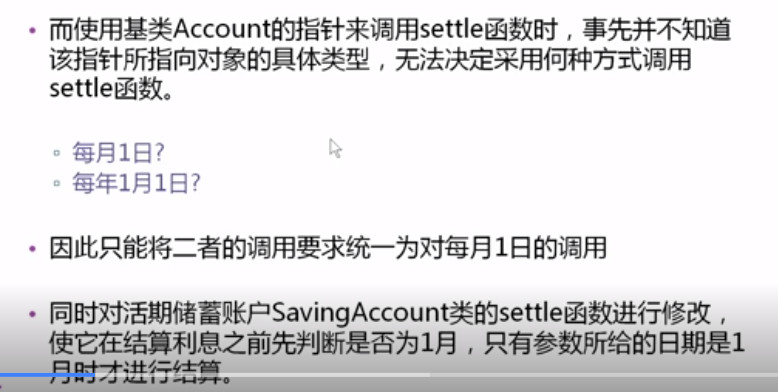 • 而使用基类Account的指针来调用settle函数时，事先并不知道
该指针所指向对象的具体类型，无法决定采用何种方式调用
settle函数。
▫ 每月1日?
▫ 每年1月1日?
• 因此只能将二者的调用要求统一为对每月1日的调用
• 同时对活期储蓄账户SavingAccount类的settle函数进行修改，
使它在结算利息之前先判断是否为1月，只有参数所给的日期是1
月时才进行结算。